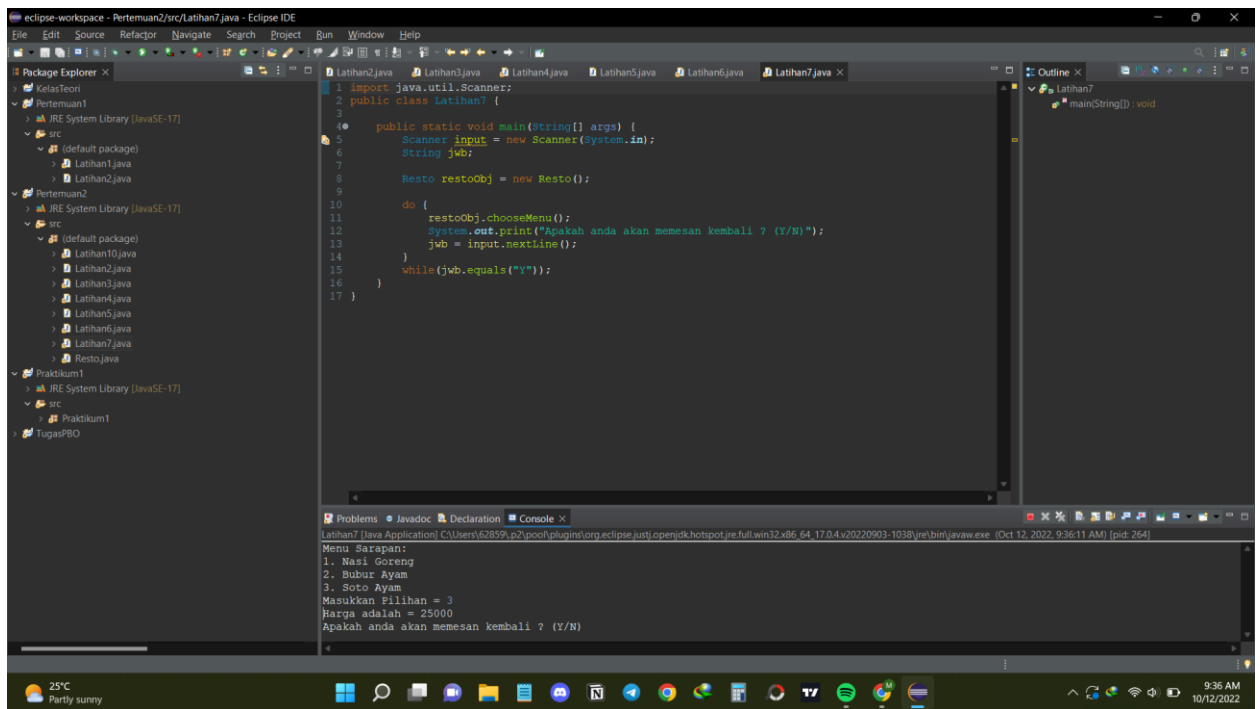 eclipse-workspace - Pertemuan2/src/Latihan7.java - Eclipse IDE
File Edit Source Refactor Navigate Search Project Run Window Help
Package Explorer
KelasTeori
Pertemuan1
JRE System Library [JavaSE-17]
src
(default package)
Latihan1.java
Latihan2.java
Pertemuan2
JRE System Library [JavaSE-17]
src
(default package)
Latihan10.java
Latihan2.java
Latihan3.java
Latihan4.java
Latihan5.java
Latihan6.java
Latihan7.java
Resto.java
Praktikum1
JRE System Library [JavaSE-17]
src
Praktikum1
TugasPBO
Latihan2.java Latihan3.java Latihan4.java Latihan5.java Latihan6.java Latihan7.java
1 import java.util.Scanner;
2 public class Latihan7 {
3
4 public static void main(String[] args) {
5 Scanner input = new Scanner(System.in);
6 String jwb;
7
8 Resto restoObj = new Resto();
9
10 do {
11 restoObj.chooseMenu();
12 System.out.print("Apakah anda akan memesan kembali ? (Y/N)");
13 jwb = input.nextLine();
14 }
15 while(jwb.equals("Y"));
16 }
17 }
Outline
Latihan7
main(String[]) : void
Problems Javadoc Declaration Console
Latihan7 [Java Application] C:\Users\62859\.p2\pool\plugins\org.eclipse.justj.openjdk.hotspot.jre.full.win32.x86_64_17.0.4.v20220903-1038\jre\bin\javaw.exe (Oct 12, 2022, 9:36:11 AM) [pid: 264]
Menu Sarapan:
1. Nasi Goreng
2. Bubur Ayam
3. Soto Ayam
Masukkan Pilihan = 3
Harga adalah = 25000
Apakah anda akan memesan kembali ? (Y/N)
25°C
Partly sunny
9:36 AM
10/12/2022